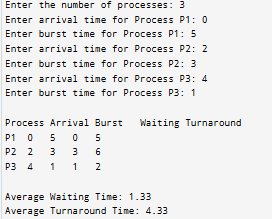 Enter the number of processes: 3
Enter arrival time for Process P1: 0
Enter burst time for Process P1: 5
Enter arrival time for Process P2: 2
Enter burst time for Process P2: 3
Enter arrival time for Process P3: 4
Enter burst time for Process P3: 1
Process Arrival Burst Waiting Turnaround
P1 0 5 0 5
P2 2 3 3 6
P3 4 1 1 2
Average Waiting Time: 1.33
Average Turnaround Time: 4.33